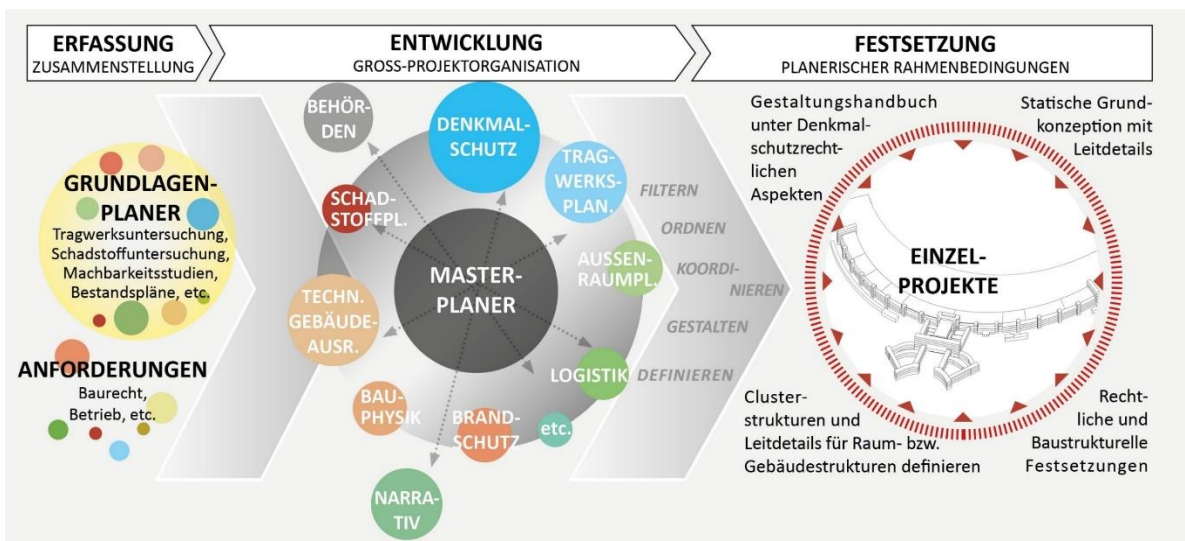 ERFASSUNG
ZUSAMMENSTELLUNG
ENTWICKLUNG
GROSS-PROJEKTORGANISATION
FESTSETZUNG
PLANERISCHER RAHMENBEDINGUNGEN
GRUNDLAGEN-
PLANER
Tragwerksuntersuchung,
Schadstoffuntersuchung,
Machbarkeitsstudien,
Bestandspläne, etc.
ANFORDERUNGEN
Baurecht,
Betrieb, etc.
BEHÖR-
DEN
DENKMAL-
SCHUTZ
TRAG-
WERKS-
PLAN.
SCHAD-
STOFFPL.
AUSSEN-
RAUMPL.
MASTER-
PLANER
TECHN.
GEBÄUDE-
AUSR.
LOGISTIK
BAU-
PHYSIK
BRAND-
SCHUTZ
etc.
NARRA-
TIV
FILTERN
ORDNEN
KOORDI-
NIEREN
GESTALTEN
DEFINIEREN
Gestaltungshandbuch
unter Denkmal-
schutzrecht-
lichen
Aspekten
Statische Grund-
konzeption mit
Leitdetails
EINZEL-
PROJEKTE
Cluster-
strukturen und
Leitdetails für Raum- bzw.
Gebäudestrukturen definieren
Recht-
liche und
Baustrukturelle
Festsetzungen